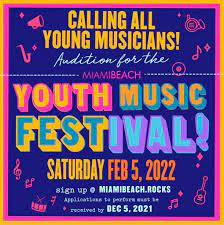 CALLING ALL
YOUNG MUSICIANS!
Audition for the
MIAMIBEACH
YOUTH MUSIC
FESTIVAL!
SATURDAY FEB 5, 2022
sign up @ MIAMIBEACH.ROCKS
Applications to perform must be
received by DEC 5, 2021